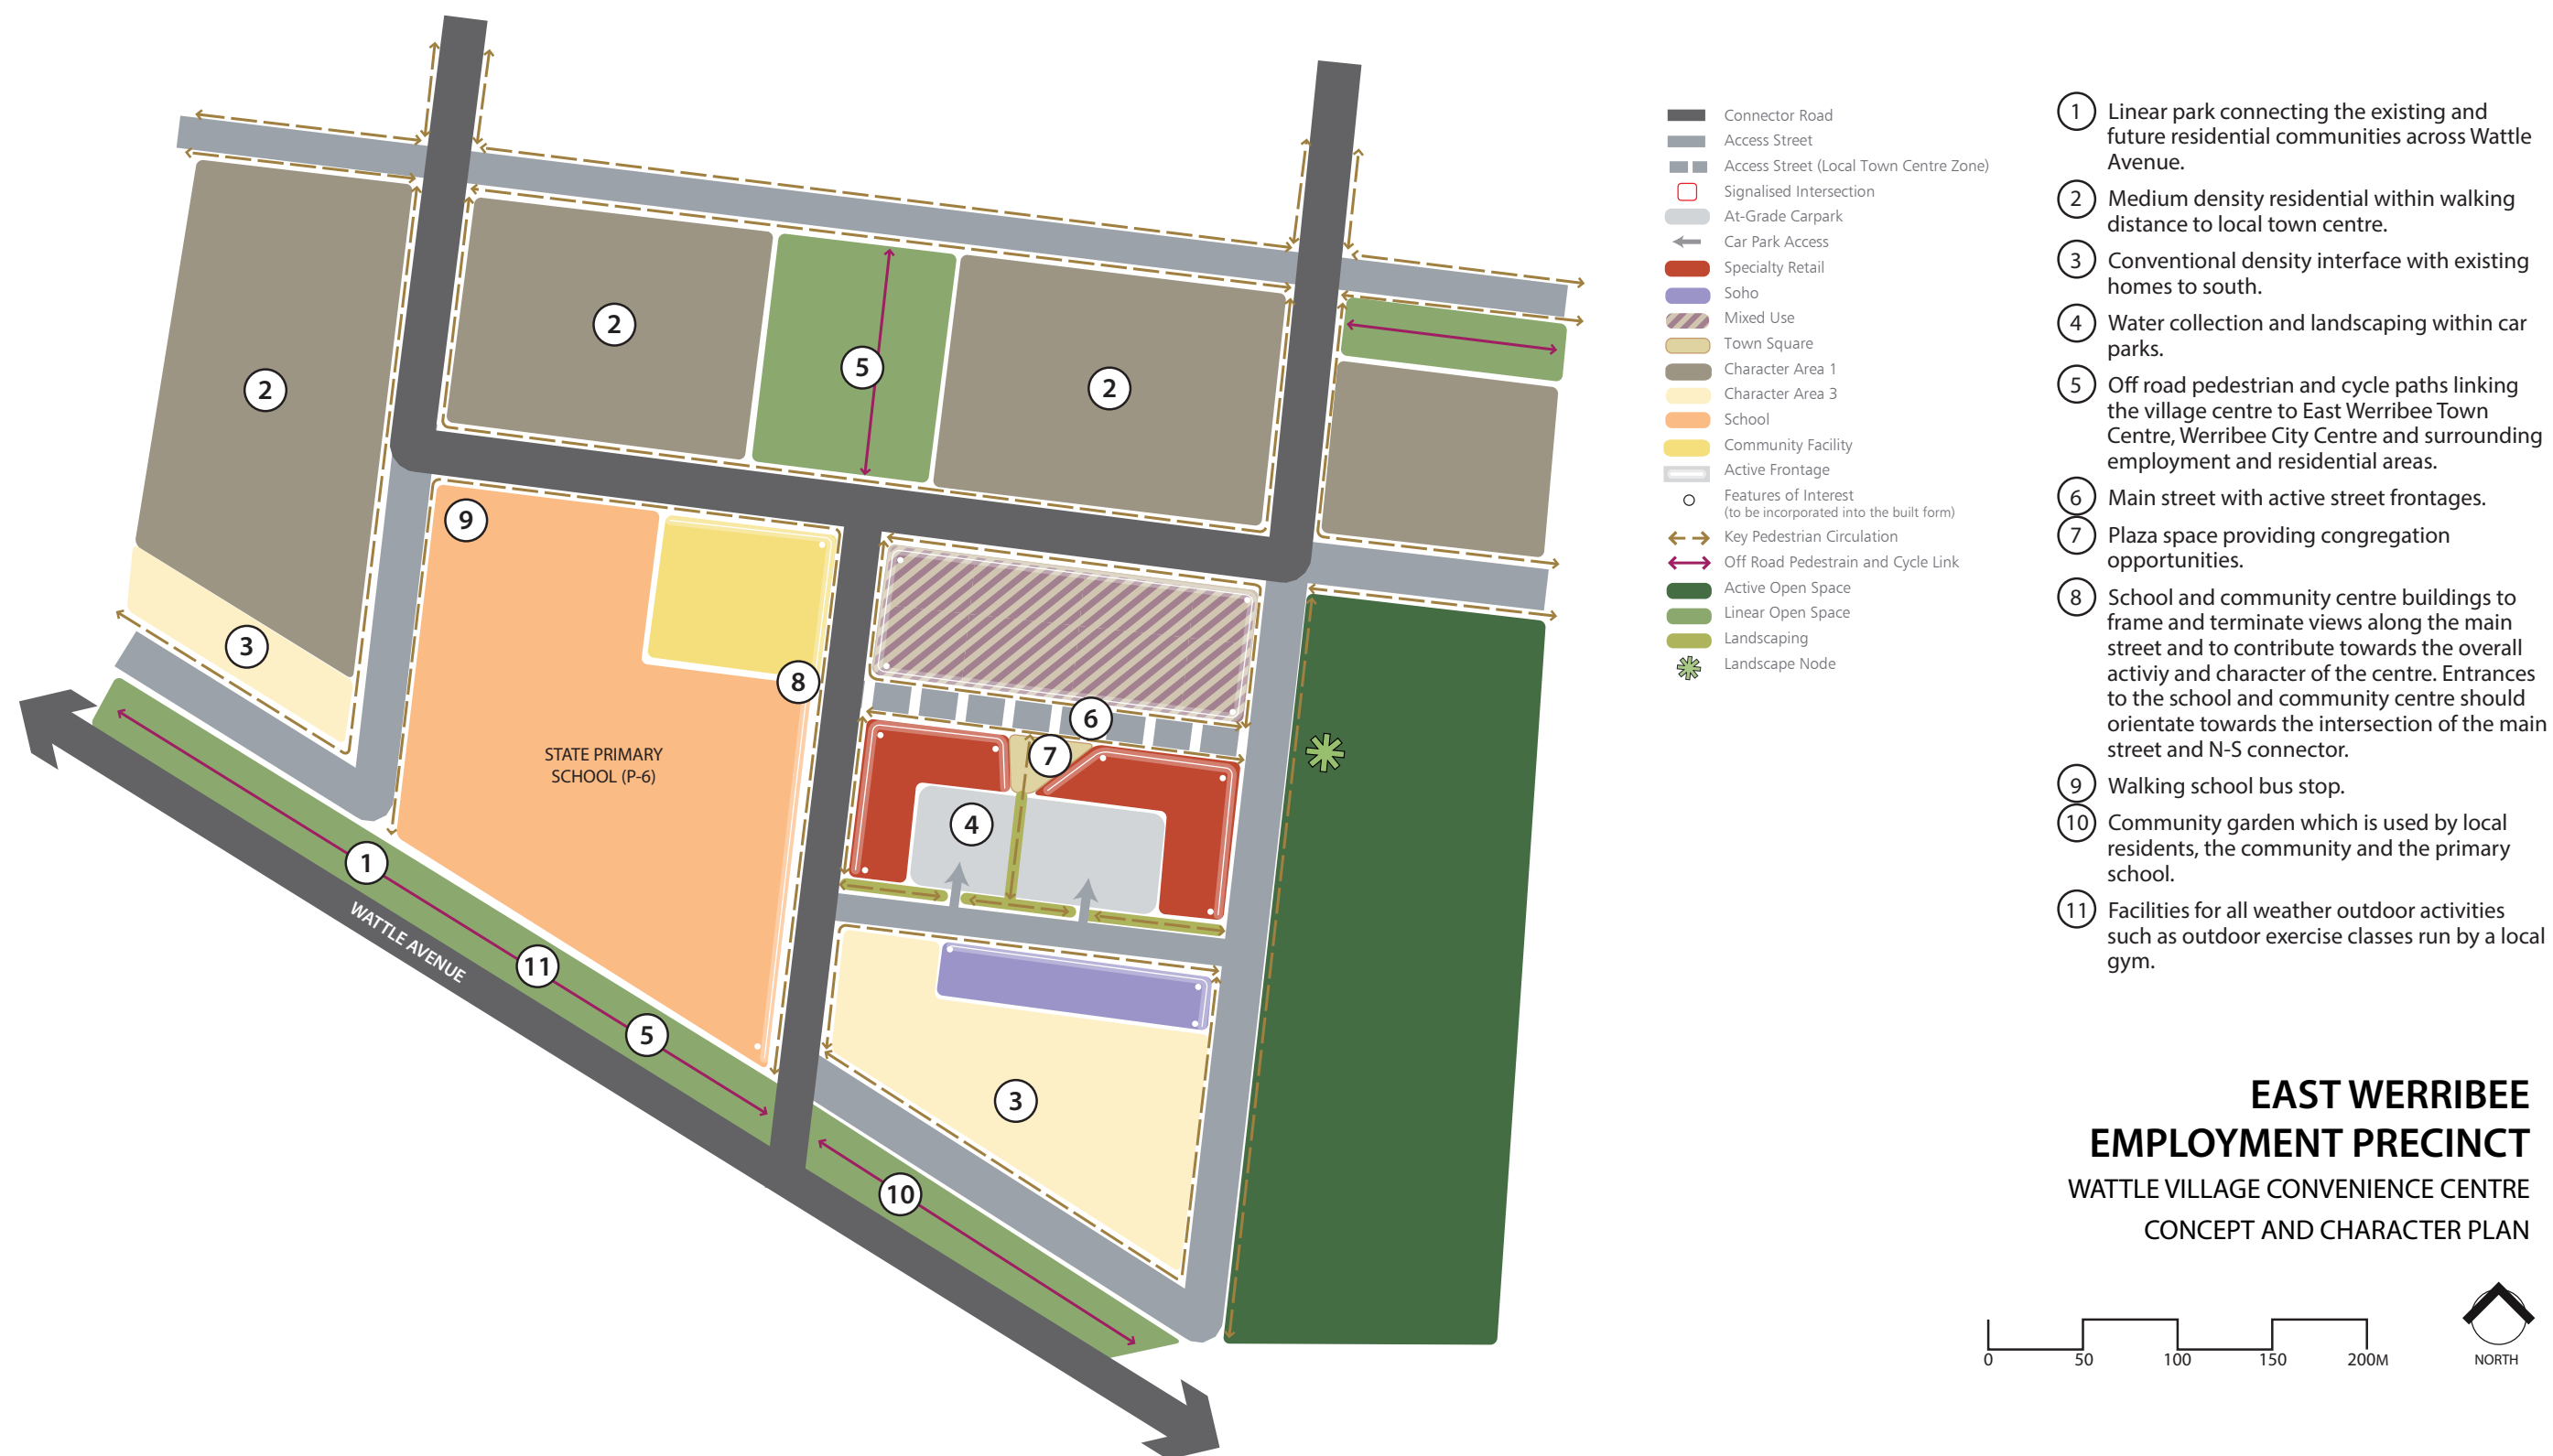 2
2
5
2
9
8
3
6
7
STATE PRIMARY
SCHOOL (P-6)
4
1
WATTLE AVENUE
11
5
3
10
Connector Road
Access Street
Access Street (Local Town Centre Zone)
Signalised Intersection
At-Grade Carpark
Car Park Access
Specialty Retail
Soho
Mixed Use
Town Square
Character Area 1
Character Area 3
School
Community Facility
Active Frontage
Features of Interest
(to be incorporated into the built form)
Key Pedestrian Circulation
Off Road Pedestrain and Cycle Link
Active Open Space
Linear Open Space
Landscaping
Landscape Node
1 Linear park connecting the existing and
future residential communities across Wattle
Avenue.
2 Medium density residential within walking
distance to local town centre.
3 Conventional density interface with existing
homes to south.
4 Water collection and landscaping within car
parks.
5 Off road pedestrian and cycle paths linking
the village centre to East Werribee Town
Centre, Werribee City Centre and surrounding
employment and residential areas.
6 Main street with active street frontages.
7 Plaza space providing congregation
opportunities.
8 School and community centre buildings to
frame and terminate views along the main
street and to contribute towards the overall
activiy and character of the centre. Entrances
to the school and community centre should
orientate towards the intersection of the main
street and N-S connector.
9 Walking school bus stop.
10 Community garden which is used by local
residents, the community and the primary
school.
11 Facilities for all weather outdoor activities
such as outdoor exercise classes run by a local
gym.
EAST WERRIBEE
EMPLOYMENT PRECINCT
WATTLE VILLAGE CONVENIENCE CENTRE
CONCEPT AND CHARACTER PLAN
0 50 100 150 200M
NORTH